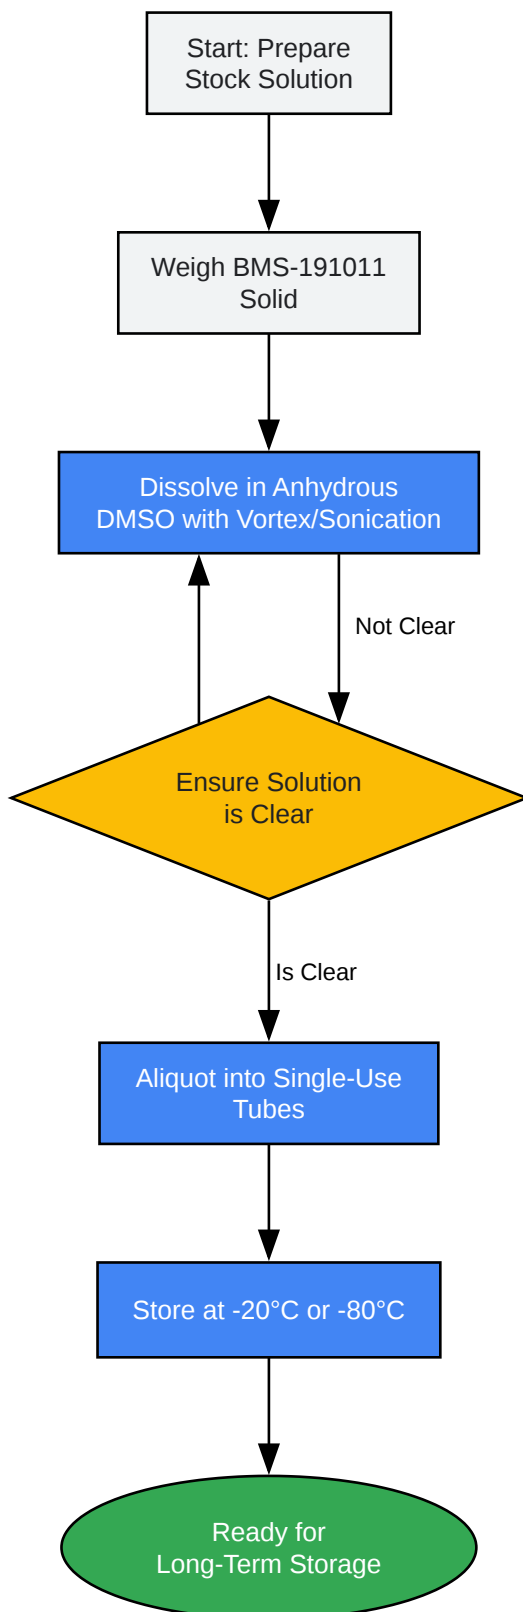 Start: Prepare
Stock Solution
Weigh BMS-191011
Solid
Dissolve in Anhydrous
DMSO with Vortex/Sonication
Not Clear
Ensure Solution
is Clear
Is Clear
Aliquot into Single-Use
Tubes
Store at -20°C or -80°C
Ready for
Long-Term Storage